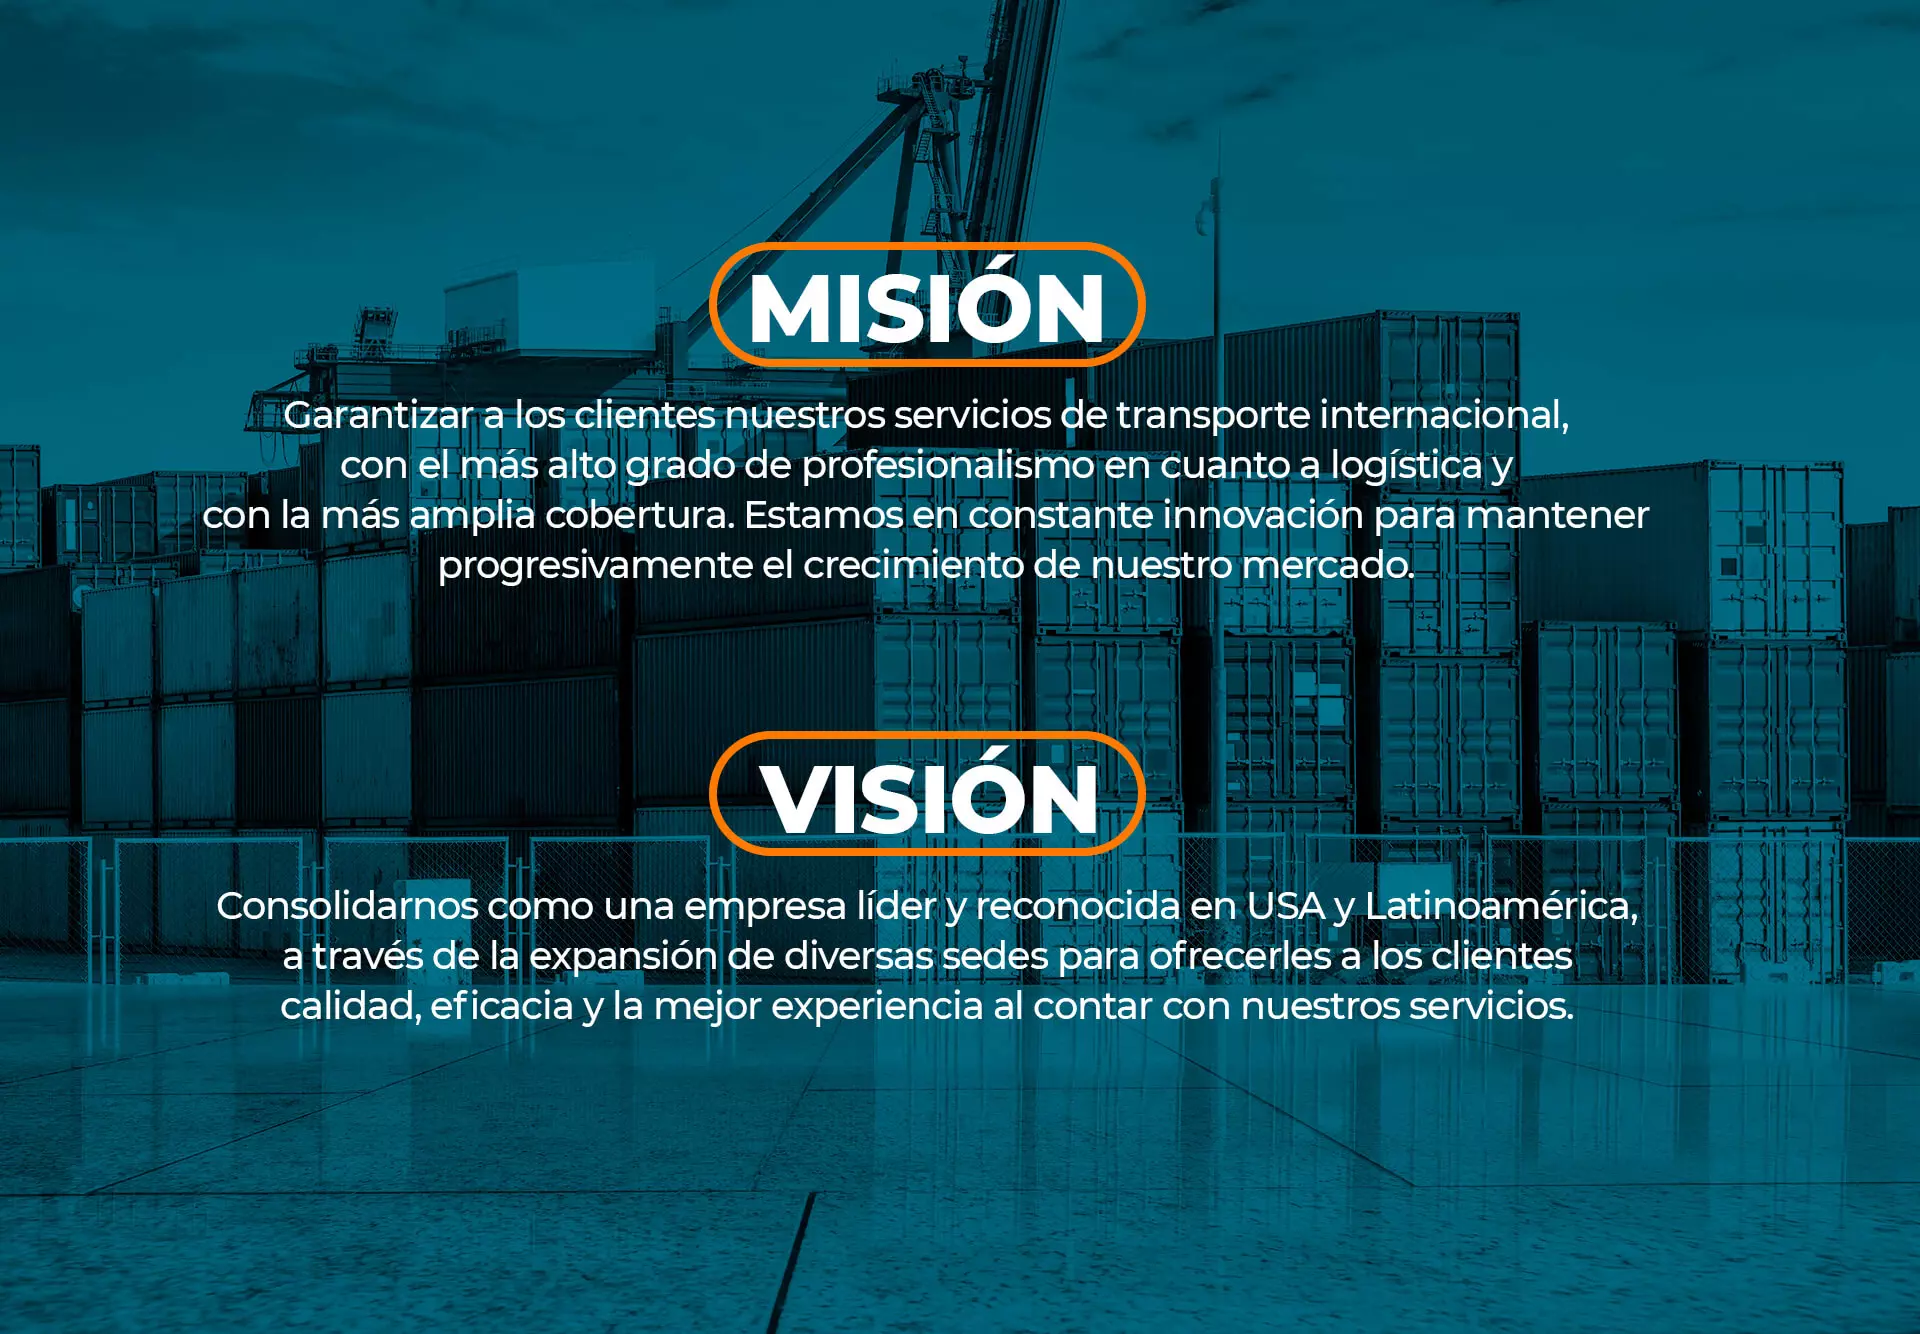 MISIÓN
Garantizar a los clientes nuestros servicios de transporte internacional,
con el más alto grado de profesionalismo en cuanto a logística y
con la más amplia cobertura. Estamos en constante innovación para mantener
progresivamente el crecimiento de nuestro mercado.
VISIÓN
Consolidarnos como una empresa líder y reconocida en USA y Latinoamérica,
a través de la expansión de diversas sedes para ofrecerles a los clientes
calidad, eficacia y la mejor experiencia al contar con nuestros servicios.